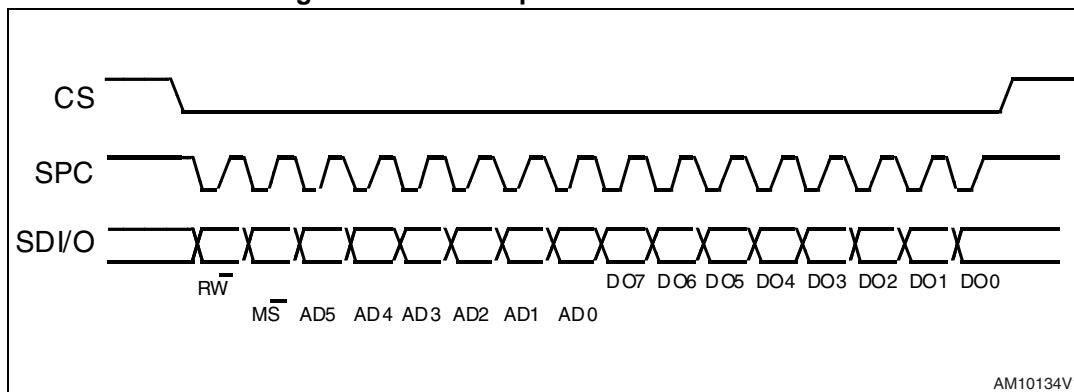 CS
SPC
SDI/O
RW̅
DO7 DO6 DO5 DO4 DO3 DO2 DO1 DO0
MS̅ AD5 AD4 AD3 AD2 AD1 AD0
AM10134V